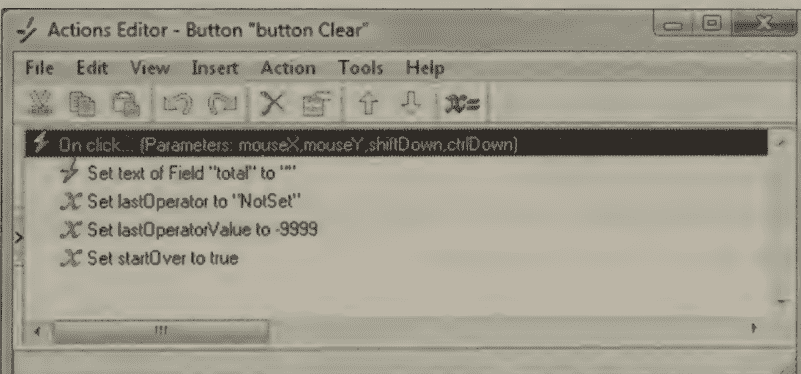 Actions Editor - Button "button Clear"
File Edit View Insert Action Tools Help
On click... (Parameters: mouseX,mouseY,shiftDown,ctrlDown)
Set text of Field "total" to ""
Set lastOperator to "NotSet"
Set lastOperatorValue to -9999
Set startOver to true